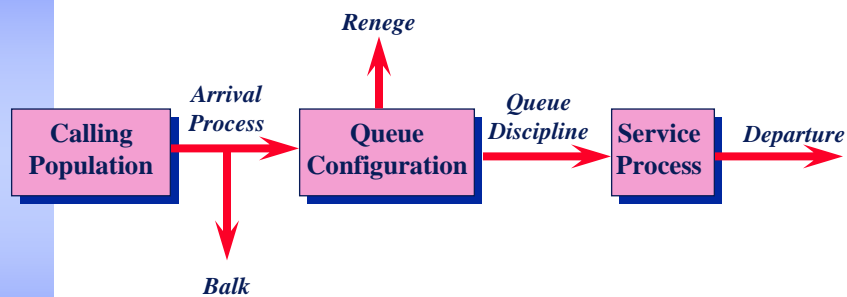 Renege
Arrival
Process
Queue
Discipline
Calling
Population
Queue
Configuration
Service
Process
Departure
Balk